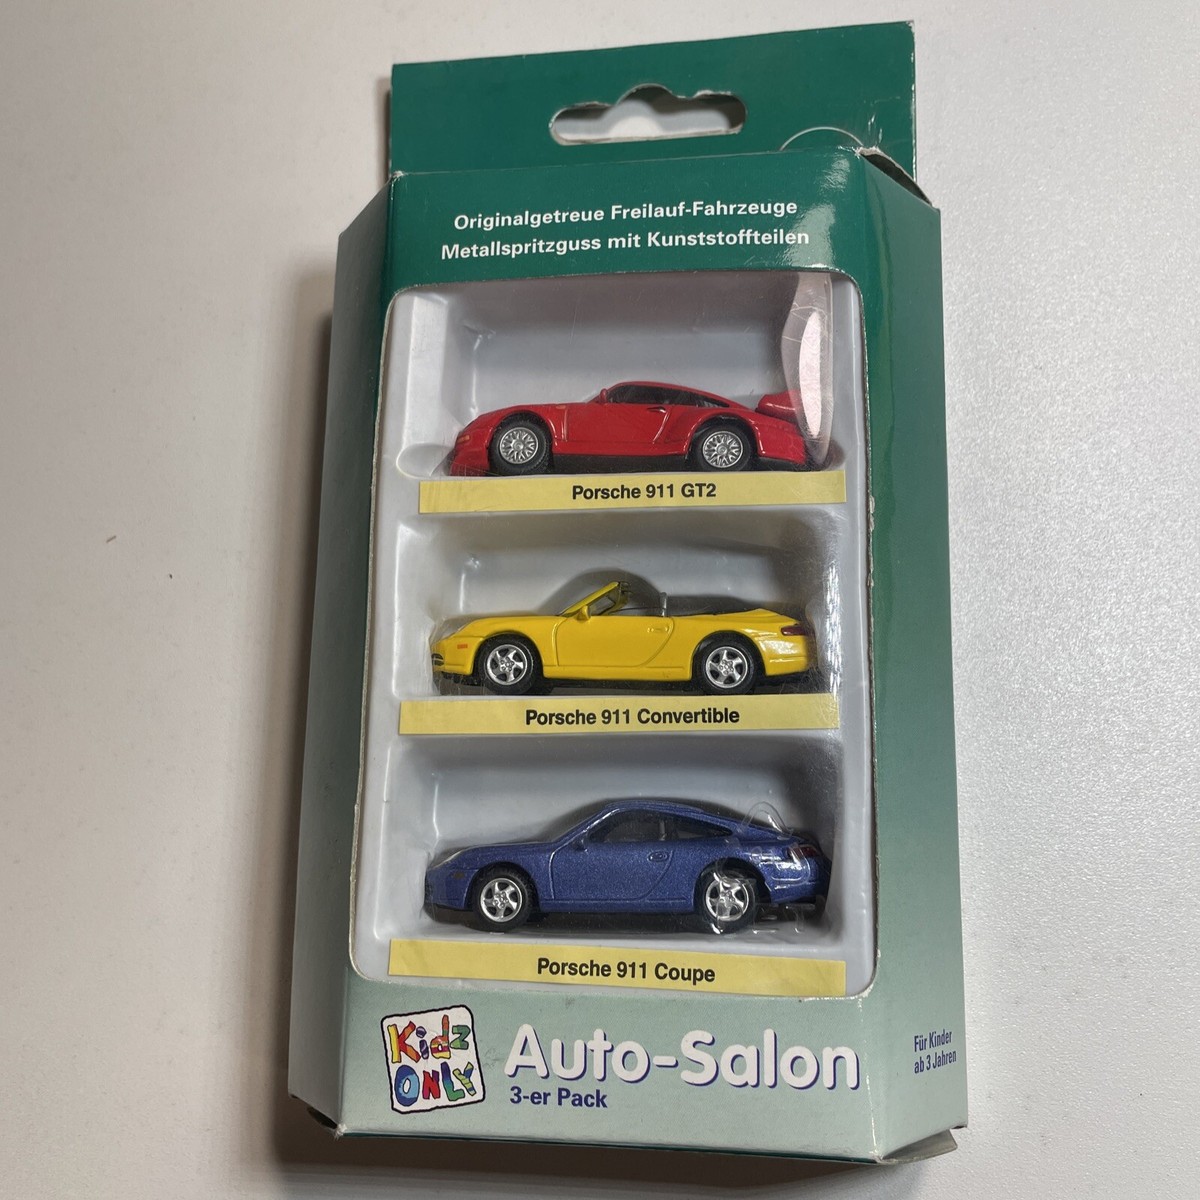 Originalgetreue Freilauf-Fahrzeuge
Metallspritzguss mit Kunststoffteilen
Porsche 911 GT2
Porsche 911 Convertible
Porsche 911 Coupe
Kidz
ONLY
Auto-Salon
3-er Pack
Für Kinder
ab 3 Jahren